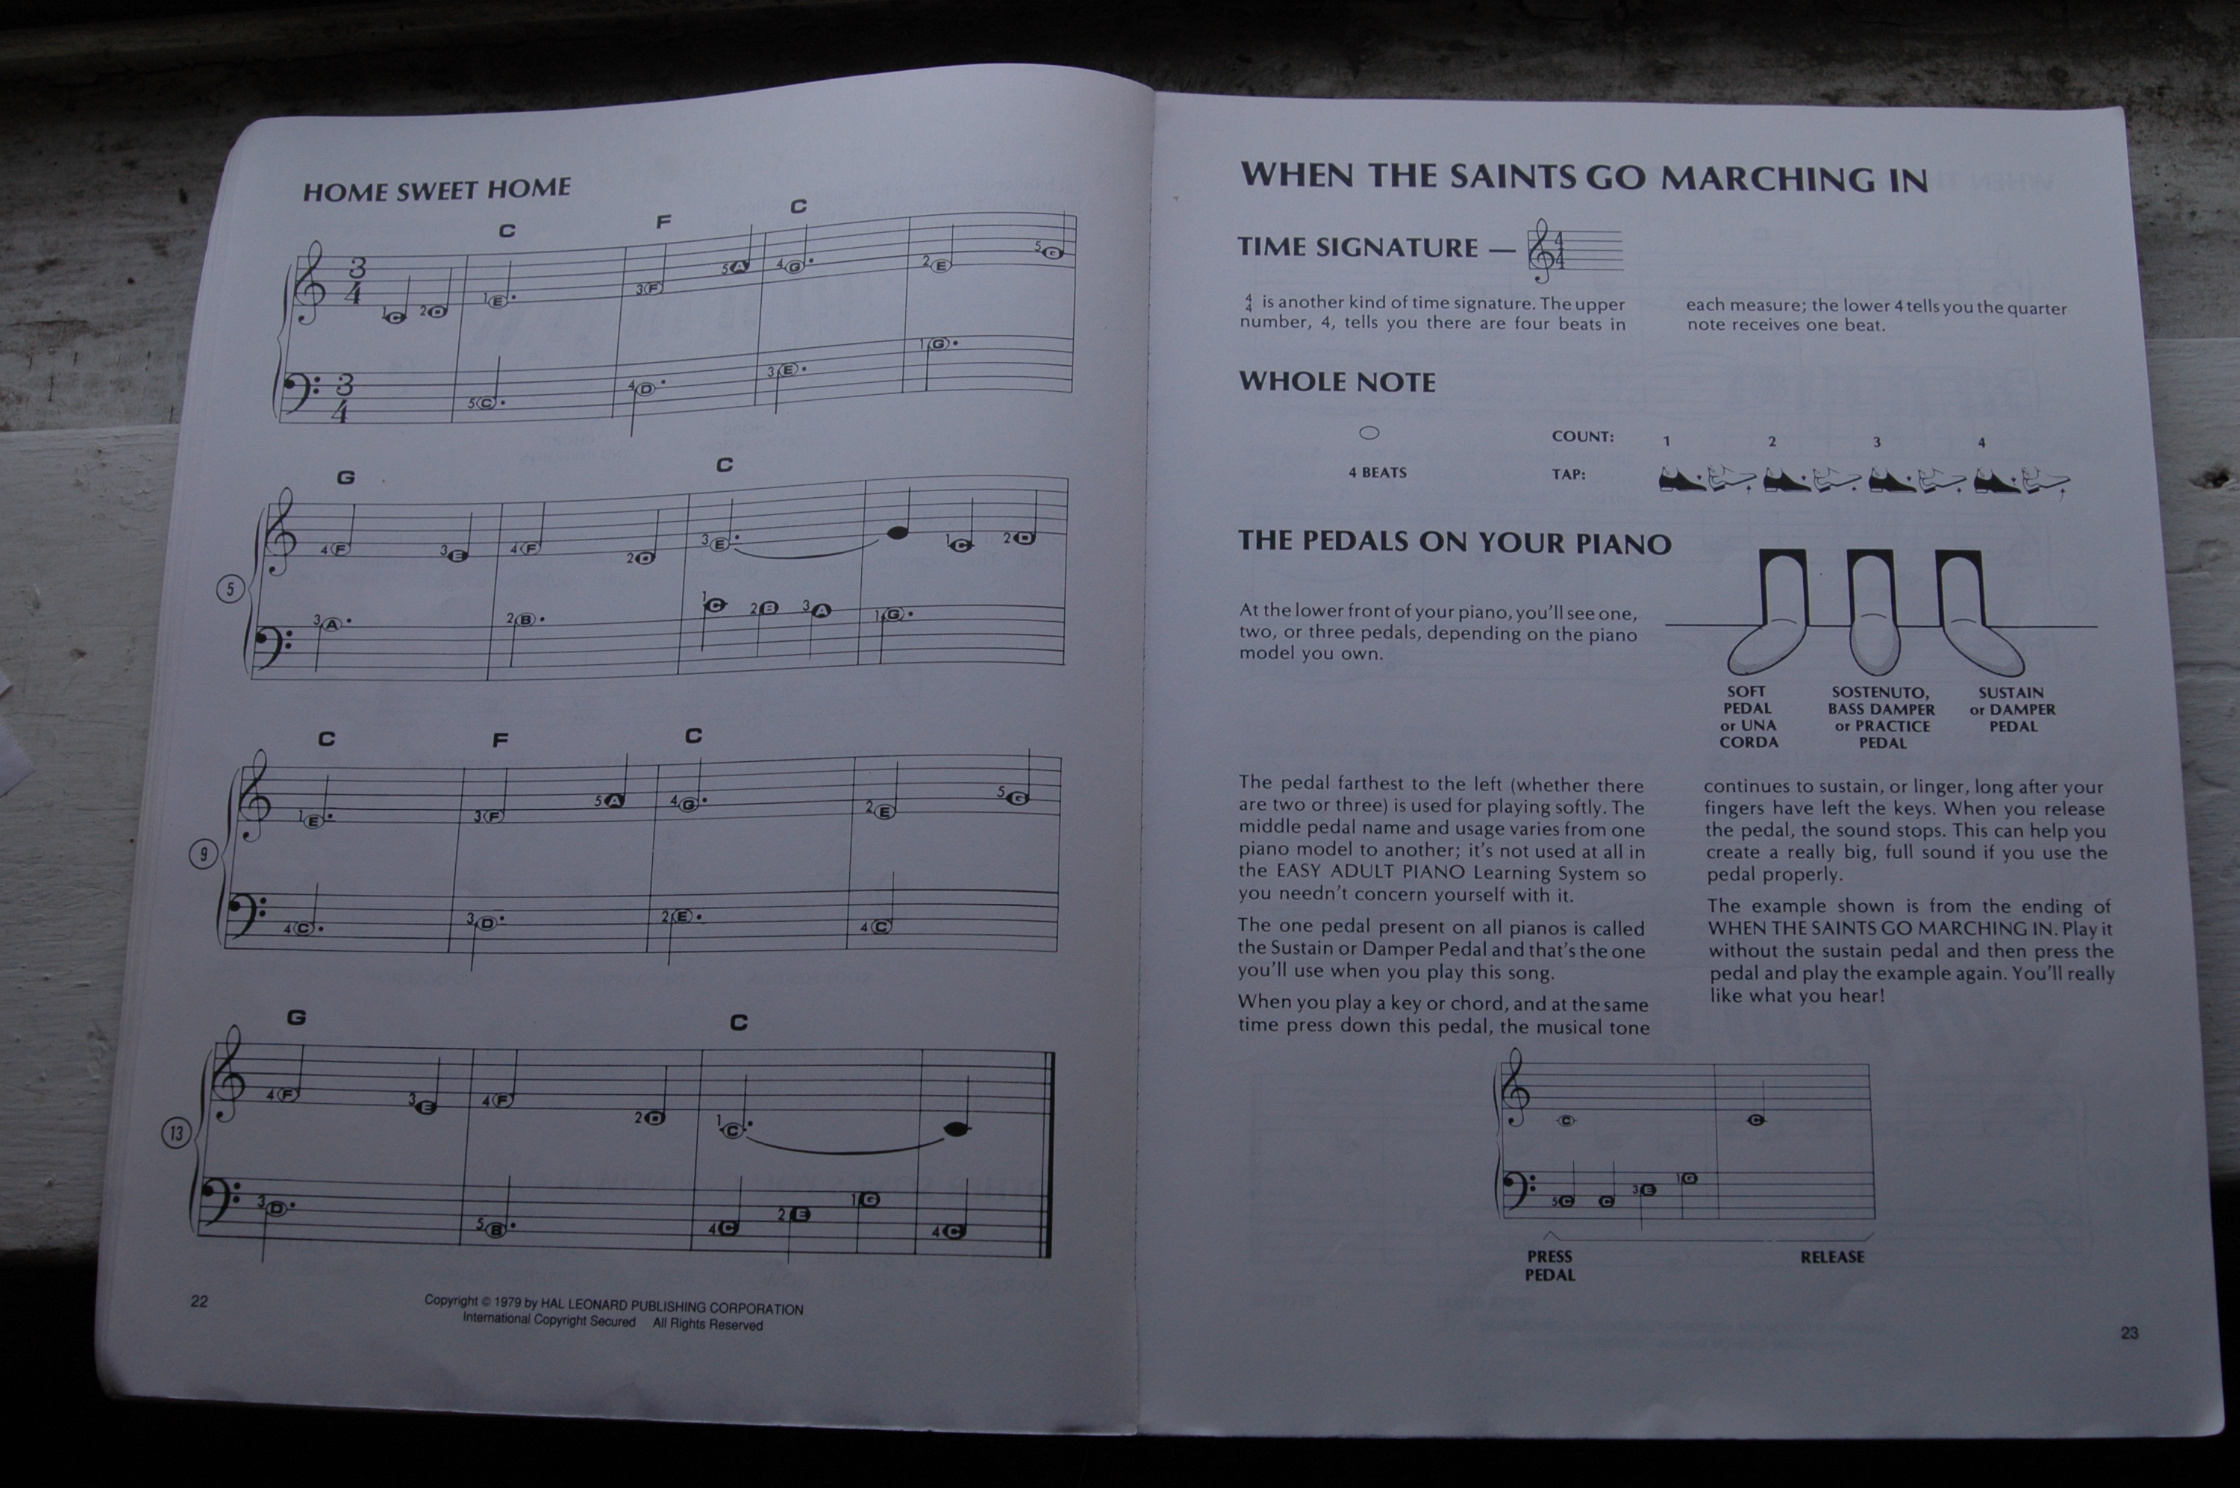 HOME SWEET HOME
C F C
3 4
1 C 2 D 1 E 3 F 5 A 4 G 2 E 5 G
3 4
5 C 4 D 3 E 1 G
G C
4 F 3 E 4 F 2 D 3 E 1 C 2 D
5
3 A 2 B 1 C 2 B 3 A 1 G
C F C
1 E 3 F 5 A 4 G 2 E 5 G
9
4 C 3 D 2 E 4 C
G C
4 F 3 E 4 F 2 D 1 C
13
3 D 5 B 4 C 2 E 1 G 4 C
22
Copyright © 1979 by HAL LEONARD PUBLISHING CORPORATION
International Copyright Secured All Rights Reserved
WHEN THE SAINTS GO MARCHING IN
TIME SIGNATURE — 4 4
4 4 is another kind of time signature. The upper
number, 4, tells you there are four beats in
each measure; the lower 4 tells you the quarter
note receives one beat.
WHOLE NOTE
4 BEATS
COUNT: 1 2 3 4
TAP:
THE PEDALS ON YOUR PIANO
At the lower front of your piano, you'll see one,
two, or three pedals, depending on the piano
model you own.
SOFT
PEDAL
or UNA
CORDA
SOSTENUTO,
BASS DAMPER
or PRACTICE
PEDAL
SUSTAIN
or DAMPER
PEDAL
The pedal farthest to the left (whether there
are two or three) is used for playing softly. The
middle pedal name and usage varies from one
piano model to another; it's not used at all in
the EASY ADULT PIANO Learning System so
you needn't concern yourself with it.
The one pedal present on all pianos is called
the Sustain or Damper Pedal and that's the one
you'll use when you play this song.
When you play a key or chord, and at the same
time press down this pedal, the musical tone
continues to sustain, or linger, long after your
fingers have left the keys. When you release
the pedal, the sound stops. This can help you
create a really big, full sound if you use the
pedal properly.
The example shown is from the ending of
WHEN THE SAINTS GO MARCHING IN. Play it
without the sustain pedal and then press the
pedal and play the example again. You'll really
like what you hear!
C C
5 C C 3 E 1 G
PRESS
PEDAL
RELEASE
23